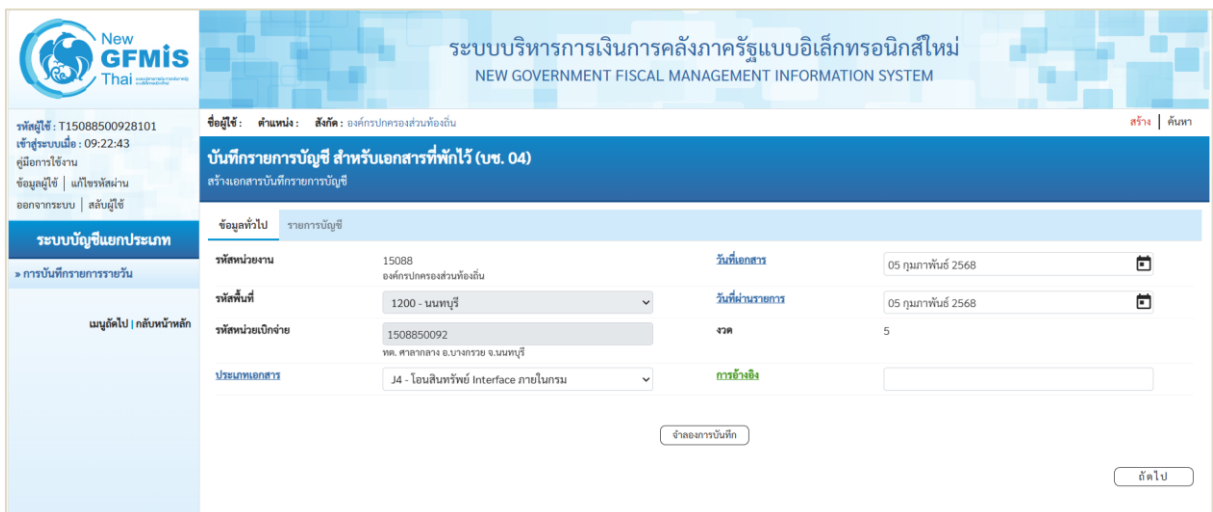 New
GFMiS
Thai
ระบบบริหารการเงินการคลังภาครัฐแบบอิเล็กทรอนิกส์ใหม่
NEW GOVERNMENT FISCAL MANAGEMENT INFORMATION SYSTEM
รหัสผู้ใช้ : T15088500928101
เข้าสู่ระบบเมื่อ : 09:22:43
คู่มือการใช้งาน
ข้อมูลผู้ใช้ | แก้ไขรหัสผ่าน
ออกจากระบบ | สลับผู้ใช้
ระบบบัญชีแยกประเภท
» การบันทึกรายการรายวัน
เมนูถัดไป | กลับหน้าหลัก
ชื่อผู้ใช้ : ตำแหน่ง : สังกัด : องค์กรปกครองส่วนท้องถิ่น
สร้าง | ค้นหา
บันทึกรายการบัญชี สำหรับเอกสารที่พักไว้ (บช. 04)
สร้างเอกสารบันทึกรายการบัญชี
ข้อมูลทั่วไป รายการบัญชี
รหัสหน่วยงาน 15088 วันที่เอกสาร 05 กุมภาพันธ์ 2568
องค์กรปกครองส่วนท้องถิ่น
รหัสพื้นที่ 1200 - นนทบุรี วันที่ผ่านรายการ 05 กุมภาพันธ์ 2568
รหัสหน่วยเบิกจ่าย 1508850092 งวด 5
ทต. ศาลากลาง อ.บางกรวย จ.นนทบุรี
ประเภทเอกสาร J4 - โอนสินทรัพย์ Interface ภายในกรม การอ้างอิง
จำลองการบันทึก
ถัดไป